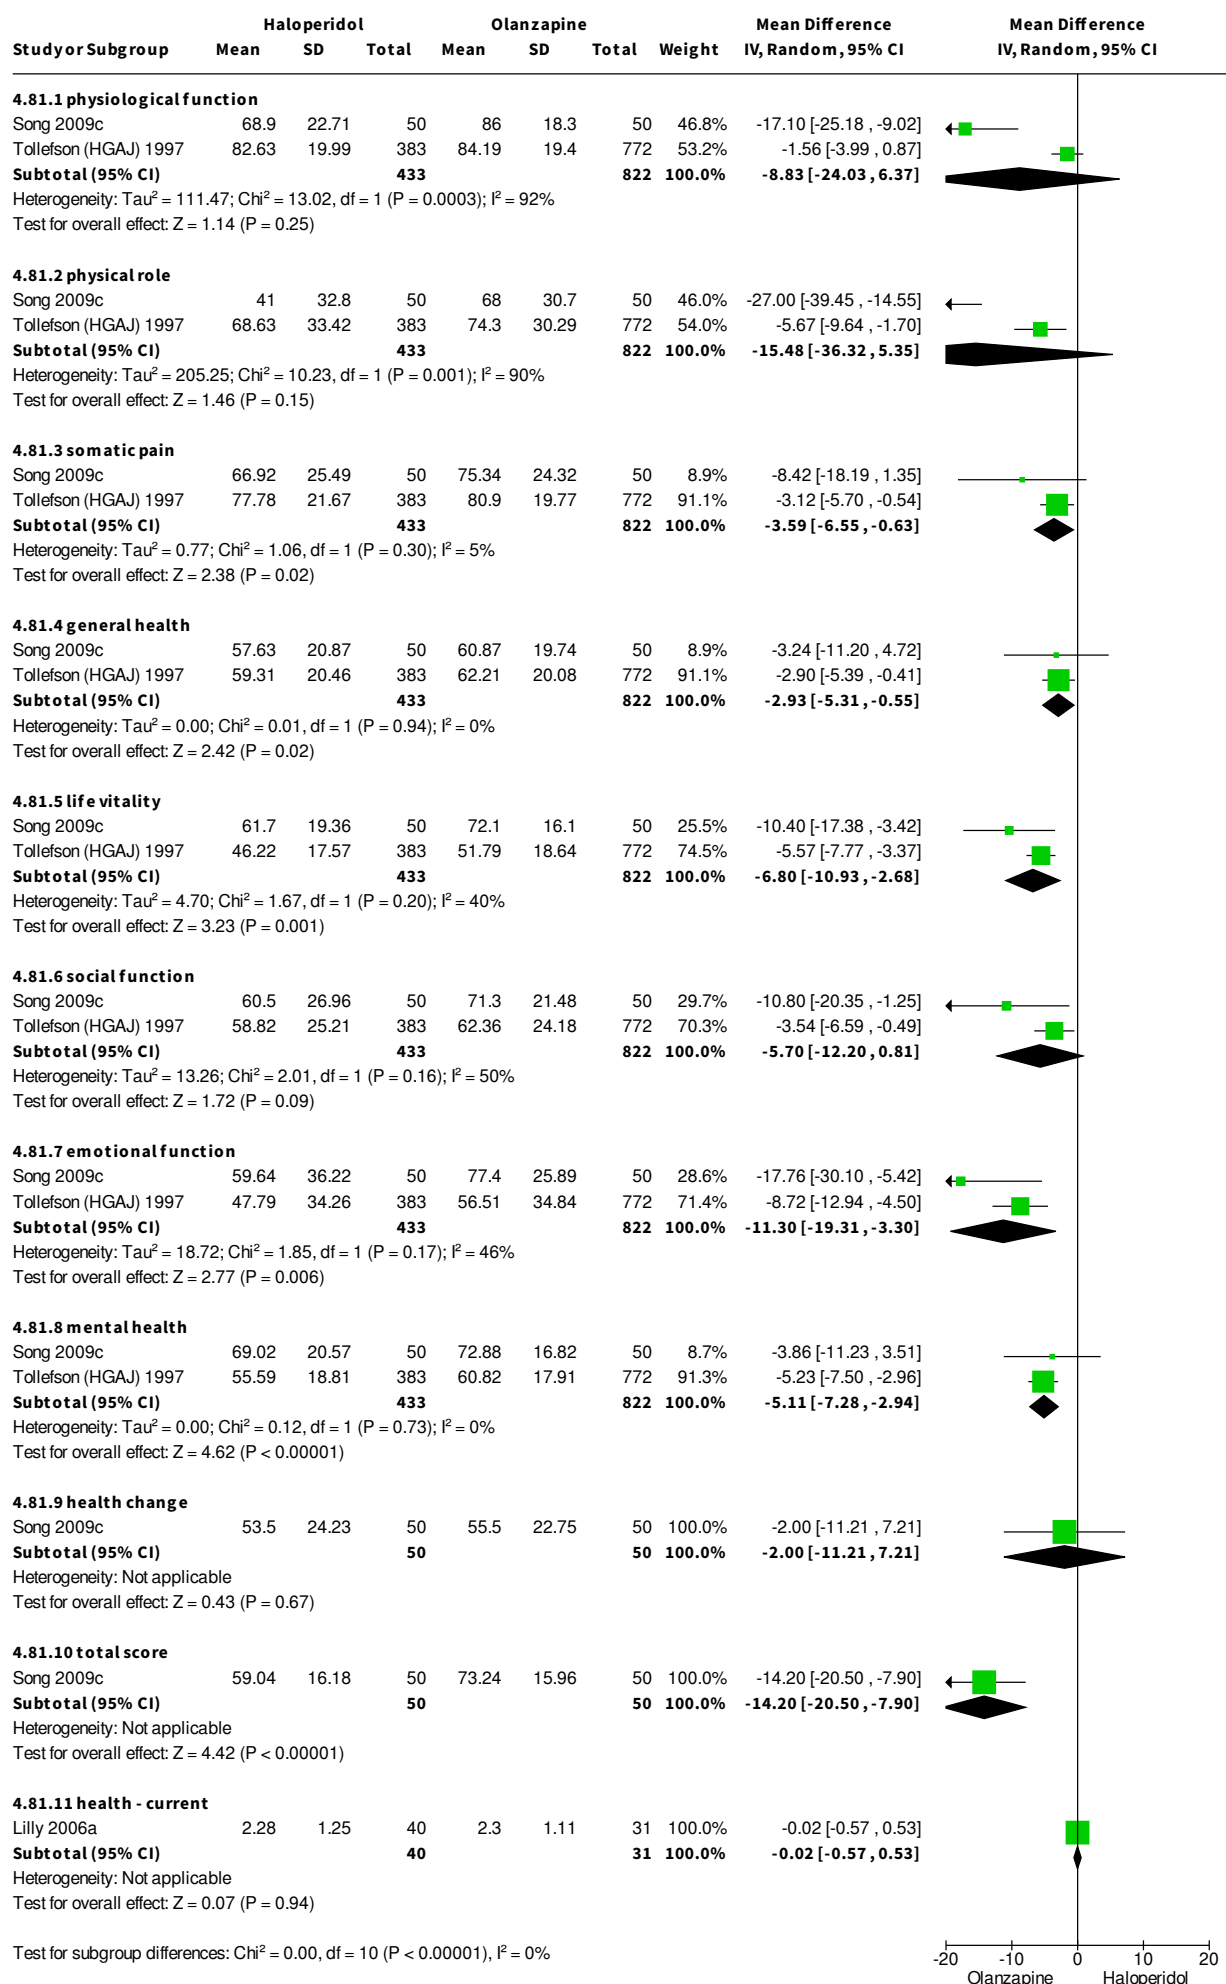 Haloperidol Olanzapine Mean Difference Mean Difference
Study or Subgroup Mean SD Total Mean SD Total Weight IV, Random, 95% CI IV, Random, 95% CI
4.81.1 physiological function
Song 2009c 68.9 22.71 50 86 18.3 50 46.8% -17.10 [-25.18 , -9.02]
Tollefson (HGAJ) 1997 82.63 19.99 383 84.19 19.4 772 53.2% -1.56 [-3.99 , 0.87]
Subtotal (95% CI) 433 822 100.0% -8.83 [-24.03 , 6.37]
Heterogeneity: Tau² = 111.47; Chi² = 13.02, df = 1 (P = 0.0003); I² = 92%
Test for overall effect: Z = 1.14 (P = 0.25)
4.81.2 physical role
Song 2009c 41 32.8 50 68 30.7 50 46.0% -27.00 [-39.45 , -14.55]
Tollefson (HGAJ) 1997 68.63 33.42 383 74.3 30.29 772 54.0% -5.67 [-9.64 , -1.70]
Subtotal (95% CI) 433 822 100.0% -15.48 [-36.32 , 5.35]
Heterogeneity: Tau² = 205.25; Chi² = 10.23, df = 1 (P = 0.001); I² = 90%
Test for overall effect: Z = 1.46 (P = 0.15)
4.81.3 somatic pain
Song 2009c 66.92 25.49 50 75.34 24.32 50 8.9% -8.42 [-18.19 , 1.35]
Tollefson (HGAJ) 1997 77.78 21.67 383 80.9 19.77 772 91.1% -3.12 [-5.70 , -0.54]
Subtotal (95% CI) 433 822 100.0% -3.59 [-6.55 , -0.63]
Heterogeneity: Tau² = 0.77; Chi² = 1.06, df = 1 (P = 0.30); I² = 5%
Test for overall effect: Z = 2.38 (P = 0.02)
4.81.4 general health
Song 2009c 57.63 20.87 50 60.87 19.74 50 8.9% -3.24 [-11.20 , 4.72]
Tollefson (HGAJ) 1997 59.31 20.46 383 62.21 20.08 772 91.1% -2.90 [-5.39 , -0.41]
Subtotal (95% CI) 433 822 100.0% -2.93 [-5.31 , -0.55]
Heterogeneity: Tau² = 0.00; Chi² = 0.01, df = 1 (P = 0.94); I² = 0%
Test for overall effect: Z = 2.42 (P = 0.02)
4.81.5 life vitality
Song 2009c 61.7 19.36 50 72.1 16.1 50 25.5% -10.40 [-17.38 , -3.42]
Tollefson (HGAJ) 1997 46.22 17.57 383 51.79 18.64 772 74.5% -5.57 [-7.77 , -3.37]
Subtotal (95% CI) 433 822 100.0% -6.80 [-10.93 , -2.68]
Heterogeneity: Tau² = 4.70; Chi² = 1.67, df = 1 (P = 0.20); I² = 40%
Test for overall effect: Z = 3.23 (P = 0.001)
4.81.6 social function
Song 2009c 60.5 26.96 50 71.3 21.48 50 29.7% -10.80 [-20.35 , -1.25]
Tollefson (HGAJ) 1997 58.82 25.21 383 62.36 24.18 772 70.3% -3.54 [-6.59 , -0.49]
Subtotal (95% CI) 433 822 100.0% -5.70 [-12.20 , 0.81]
Heterogeneity: Tau² = 13.26; Chi² = 2.01, df = 1 (P = 0.16); I² = 50%
Test for overall effect: Z = 1.72 (P = 0.09)
4.81.7 emotional function
Song 2009c 59.64 36.22 50 77.4 25.89 50 28.6% -17.76 [-30.10 , -5.42]
Tollefson (HGAJ) 1997 47.79 34.26 383 56.51 34.84 772 71.4% -8.72 [-12.94 , -4.50]
Subtotal (95% CI) 433 822 100.0% -11.30 [-19.31 , -3.30]
Heterogeneity: Tau² = 18.72; Chi² = 1.85, df = 1 (P = 0.17); I² = 46%
Test for overall effect: Z = 2.77 (P = 0.006)
4.81.8 mental health
Song 2009c 69.02 20.57 50 72.88 16.82 50 8.7% -3.86 [-11.23 , 3.51]
Tollefson (HGAJ) 1997 55.59 18.81 383 60.82 17.91 772 91.3% -5.23 [-7.50 , -2.96]
Subtotal (95% CI) 433 822 100.0% -5.11 [-7.28 , -2.94]
Heterogeneity: Tau² = 0.00; Chi² = 0.12, df = 1 (P = 0.73); I² = 0%
Test for overall effect: Z = 4.62 (P < 0.00001)
4.81.9 health change
Song 2009c 53.5 24.23 50 55.5 22.75 50 100.0% -2.00 [-11.21 , 7.21]
Subtotal (95% CI) 50 50 100.0% -2.00 [-11.21 , 7.21]
Heterogeneity: Not applicable
Test for overall effect: Z = 0.43 (P = 0.67)
4.81.10 total score
Song 2009c 59.04 16.18 50 73.24 15.96 50 100.0% -14.20 [-20.50 , -7.90]
Subtotal (95% CI) 50 50 100.0% -14.20 [-20.50 , -7.90]
Heterogeneity: Not applicable
Test for overall effect: Z = 4.42 (P < 0.00001)
4.81.11 health - current
Lilly 2006a 2.28 1.25 40 2.3 1.11 31 100.0% -0.02 [-0.57 , 0.53]
Subtotal (95% CI) 40 31 100.0% -0.02 [-0.57 , 0.53]
Heterogeneity: Not applicable
Test for overall effect: Z = 0.07 (P = 0.94)
Test for subgroup differences: Chi² = 0.00, df = 10 (P < 0.00001), I² = 0%
-20 -10 0 10 20
Olanzapine Haloperidol